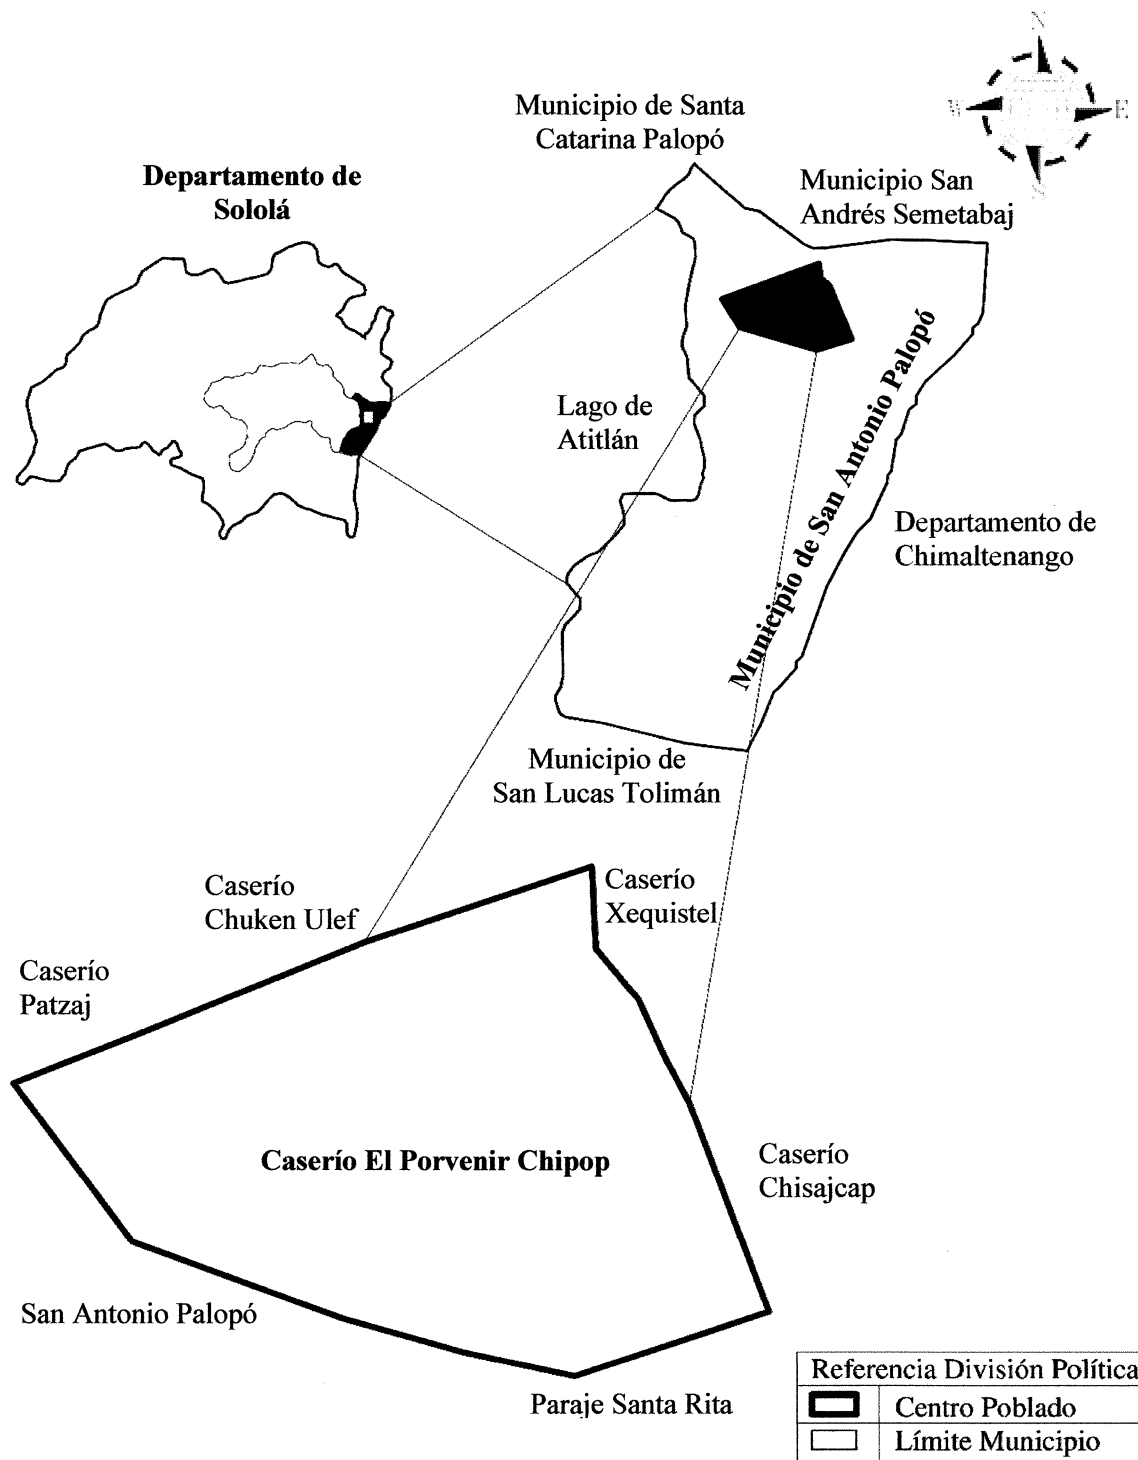 N
W
E
S
Municipio de Santa
Catarina Palopó
Departamento de
Sololá
Municipio San
Andrés Semetabaj
Lago de
Atitlán
Municipio de San Antonio Palopó
Departamento de
Chimaltenango
Municipio de
San Lucas Tolimán
Caserío
Chuken Ulef
Caserío
Xequistel
Caserío
Patzaj
Caserío El Porvenir Chipop
Caserío
Chisajcap
San Antonio Palopó
Paraje Santa Rita
Referencia División Política
Centro Poblado
Límite Municipio